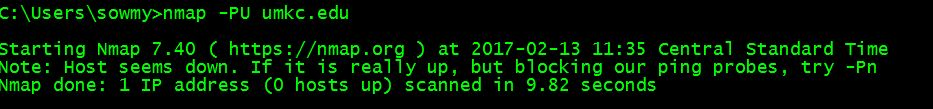 C:\Users\sowmy>nmap -PU umkc.edu
Starting Nmap 7.40 ( https://nmap.org ) at 2017-02-13 11:35 Central Standard Time
Note: Host seems down. If it is really up, but blocking our ping probes, try -Pn
Nmap done: 1 IP address (0 hosts up) scanned in 9.82 seconds